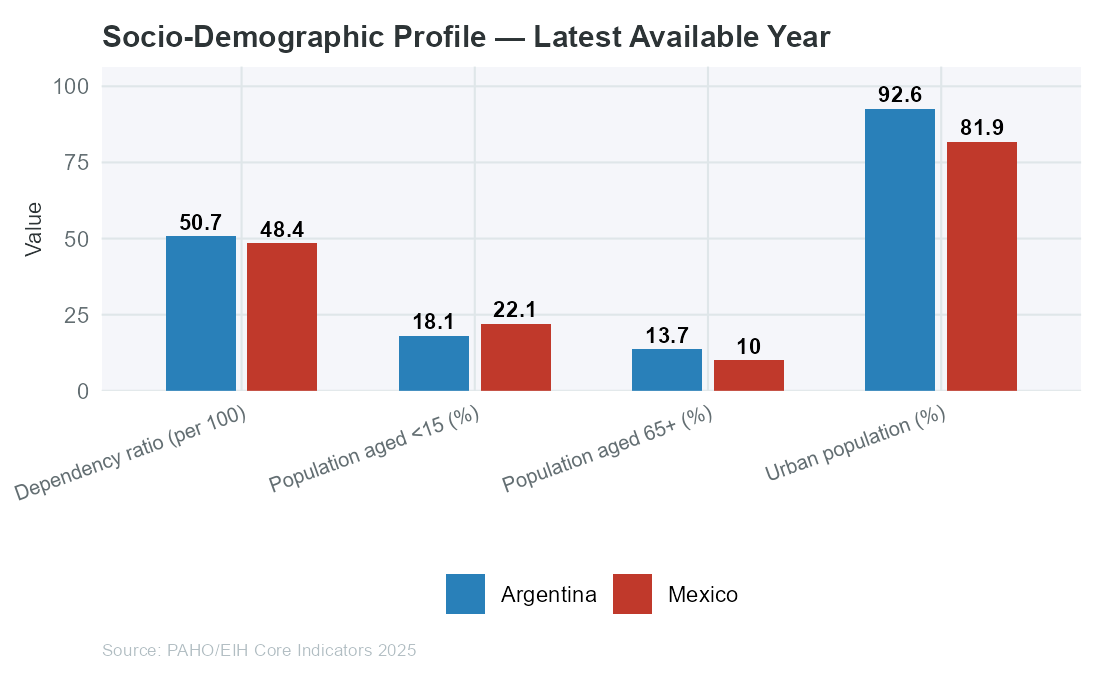 Socio-Demographic Profile — Latest Available Year
Value
100
75
50
25
0
50.7
48.4
18.1
22.1
13.7
10
92.6
81.9
Dependency ratio (per 100)
Population aged <15 (%)
Population aged 65+ (%)
Urban population (%)
Argentina
Mexico
Source: PAHO/EIH Core Indicators 2025